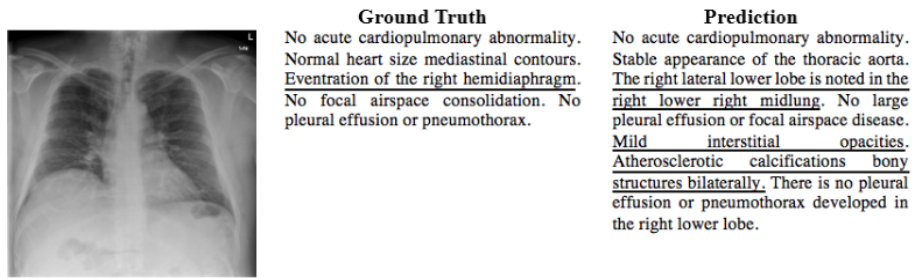 L
Ground Truth
No acute cardiopulmonary abnormality.
Normal heart size mediastinal contours.
Eventration of the right hemidiaphragm.
No focal airspace consolidation. No
pleural effusion or pneumothorax.
Prediction
No acute cardiopulmonary abnormality.
Stable appearance of the thoracic aorta.
The right lateral lower lobe is noted in the
right lower right midlung. No large
pleural effusion or focal airspace disease.
Mild interstitial opacities.
Atherosclerotic calcifications bony
structures bilaterally. There is no pleural
effusion or pneumothorax developed in
the right lower lobe.